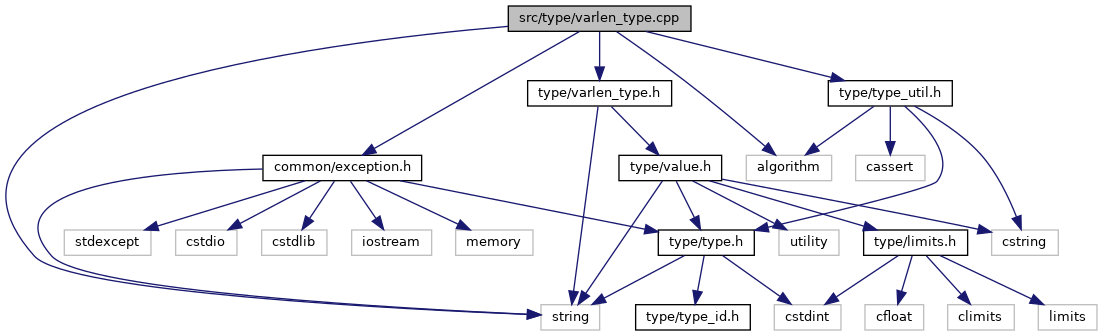 src/type/varlen_type.cpp
type/varlen_type.h
type/type_util.h
common/exception.h
type/value.h
algorithm
cassert
stdexcept
cstdio
cstdlib
iostream
memory
type/type.h
utility
type/limits.h
cstring
string
type/type_id.h
cstdint
cfloat
climits
limits